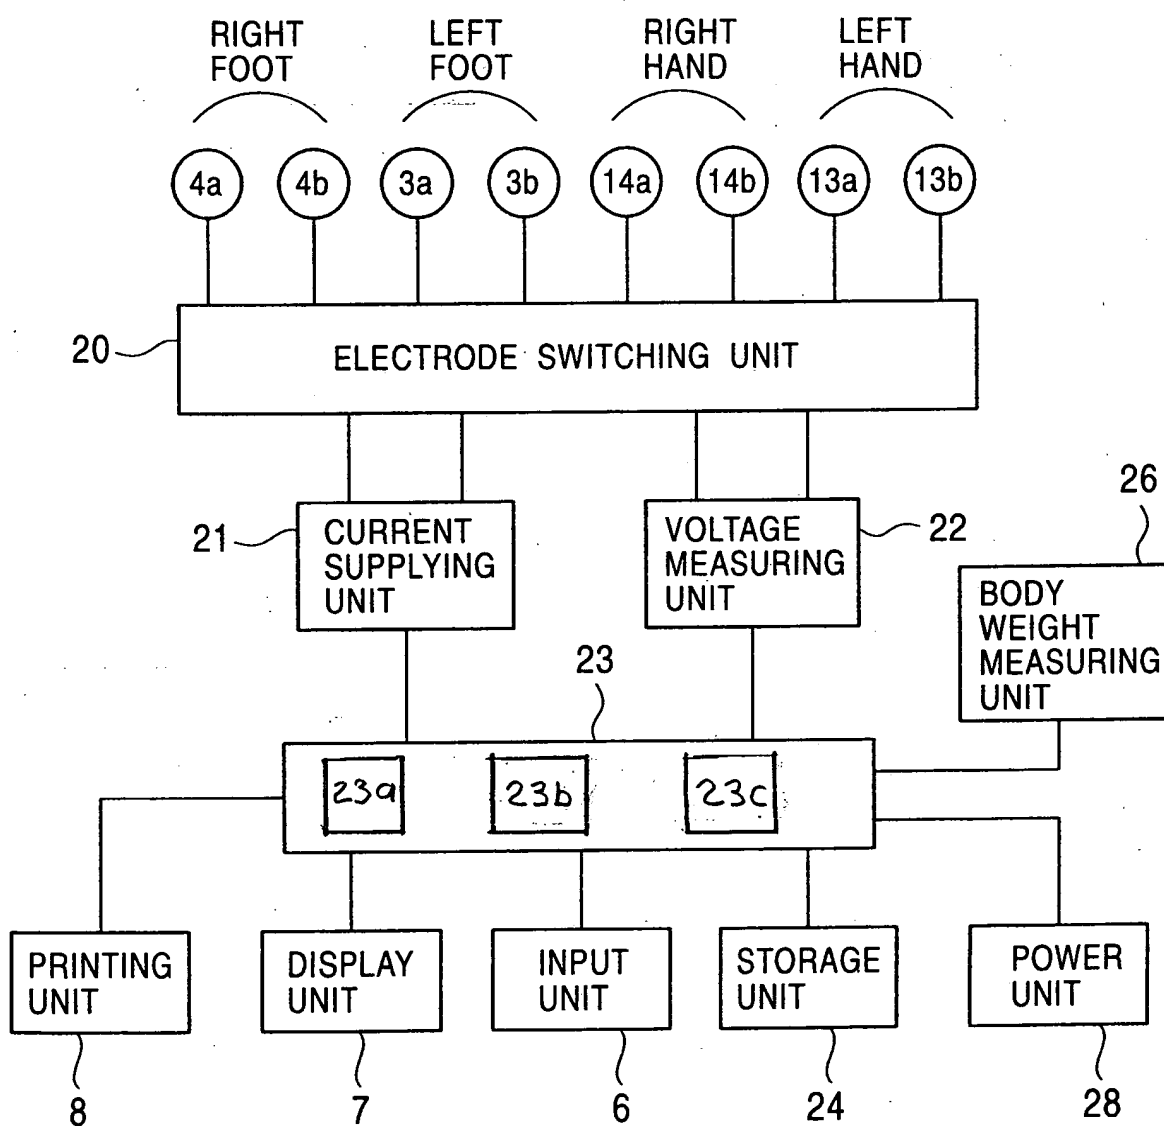 RIGHT FOOT
LEFT FOOT
RIGHT HAND
LEFT HAND
4a 4b 3a 3b 14a 14b 13a 13b
20
ELECTRODE SWITCHING UNIT
21
CURRENT
SUPPLYING
UNIT
VOLTAGE
MEASURING
UNIT
22
26
BODY
WEIGHT
MEASURING
UNIT
23
23a 23b 23c
PRINTING
UNIT
DISPLAY
UNIT
INPUT
UNIT
STORAGE
UNIT
POWER
UNIT
8 7 6 24 28